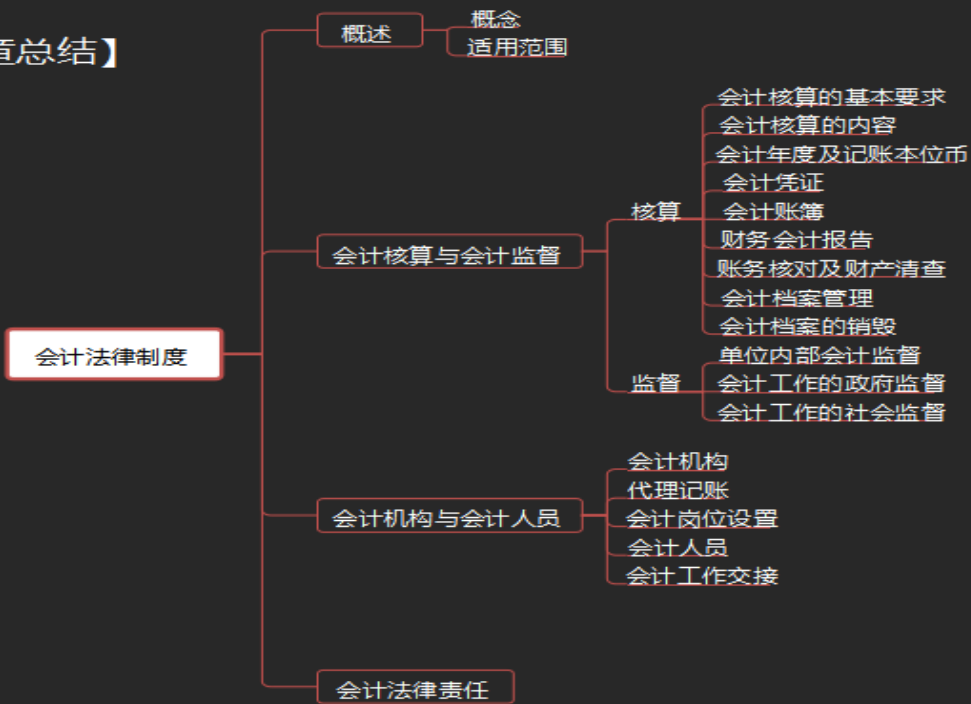 章总结】
会计法律制度
概述
概念
适用范围
会计核算与会计监督
核算
会计核算的基本要求
会计核算的内容
会计年度及记账本位币
会计凭证
会计账簿
财务会计报告
账务核对及财产清查
会计档案管理
会计档案的销毁
监督
单位内部会计监督
会计工作的政府监督
会计工作的社会监督
会计机构与会计人员
会计机构
代理记账
会计岗位设置
会计人员
会计工作交接
会计法律责任